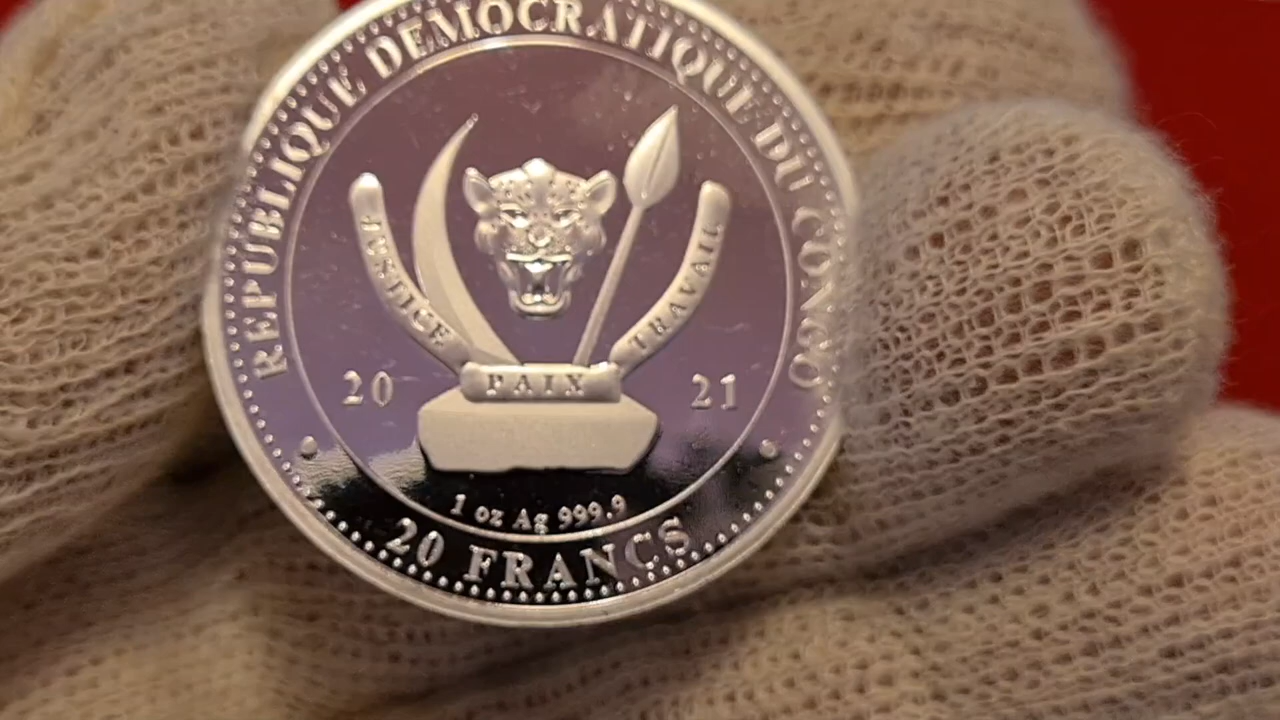 REPUBLIQUE DEMOCRATIQUE DU CONGO
JUSTICE
TRAVAIL
PAIX
20 21
1 oz Ag 999.9
20 FRANCS